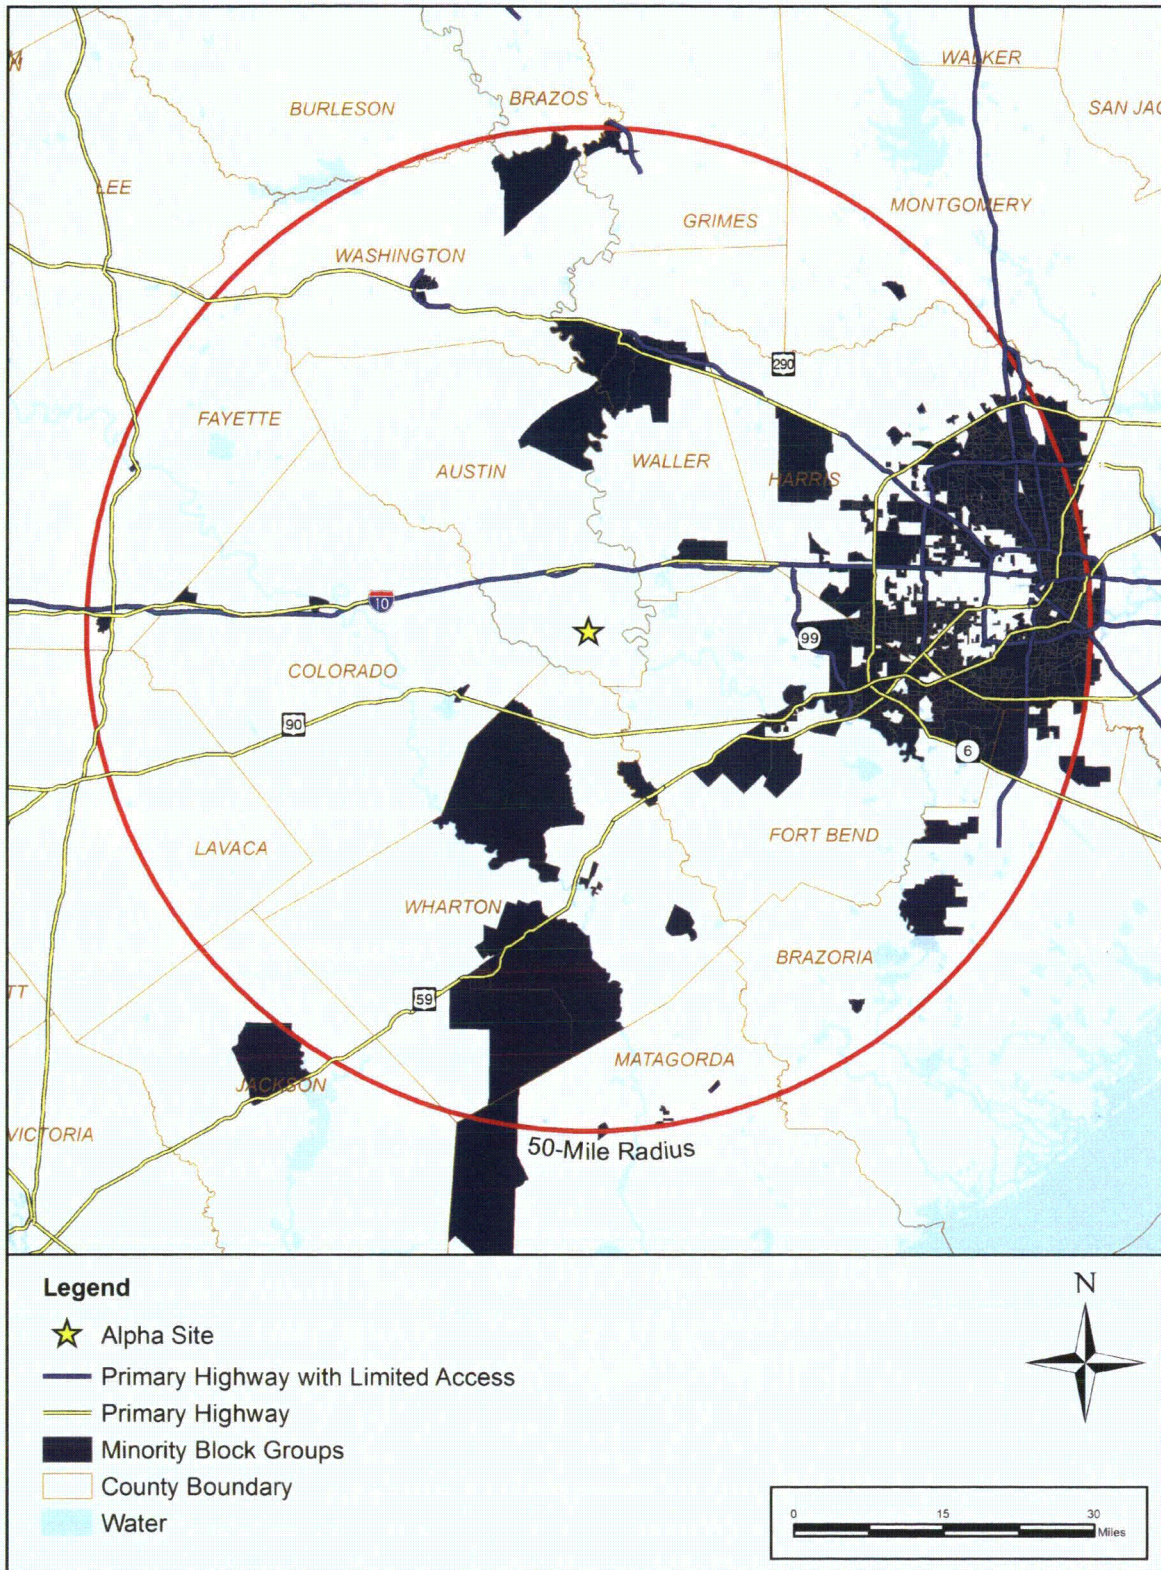 WALKER
BRAZOS
BURLESON
SAN JAC
LEE
MONTGOMERY
GRIMES
WASHINGTON
290
FAYETTE
WALLER
AUSTIN
HARRIS
10
99
COLORADO
90
6
FORT BEND
LAVACA
WHARTON
BRAZORIA
TT
59
MATAGORDA
JACKSON
VICTORIA
50-Mile Radius
Legend
N
Alpha Site
Primary Highway with Limited Access
Primary Highway
Minority Block Groups
County Boundary
Water
0 15 30
Miles